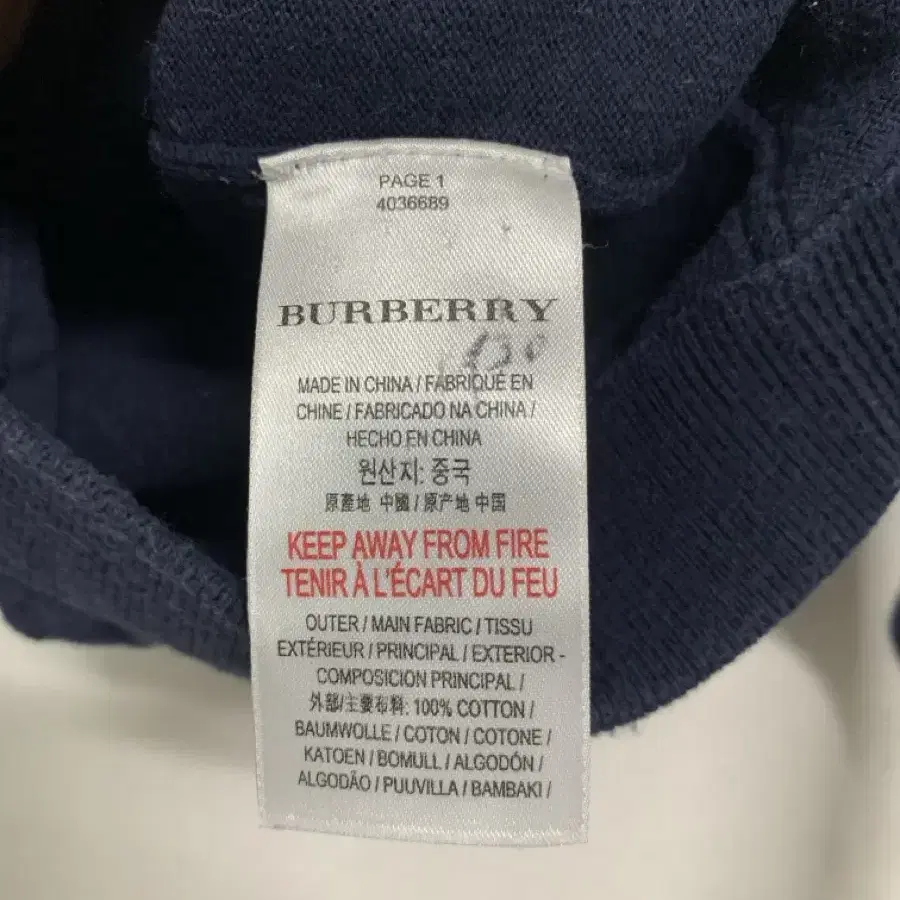 PAGE 1
4036689
BURBERRY
MADE IN CHINA / FABRIQUÉ EN
CHINE / FABRICADO NA CHINA /
HECHO EN CHINA
원산지: 중국
原產地 中國 / 原产地 中国
KEEP AWAY FROM FIRE
TENIR À L'ÉCART DU FEU
OUTER / MAIN FABRIC / TISSU
EXTÉRIEUR / PRINCIPAL / EXTERIOR -
COMPOSICION PRINCIPAL /
外部/主要布料: 100% COTTON /
BAUMWOLLE / COTON / COTONE /
KATOEN / BOMULL / ALGODÓN /
ALGODÃO / PUUVILLA / BAMBAKI /